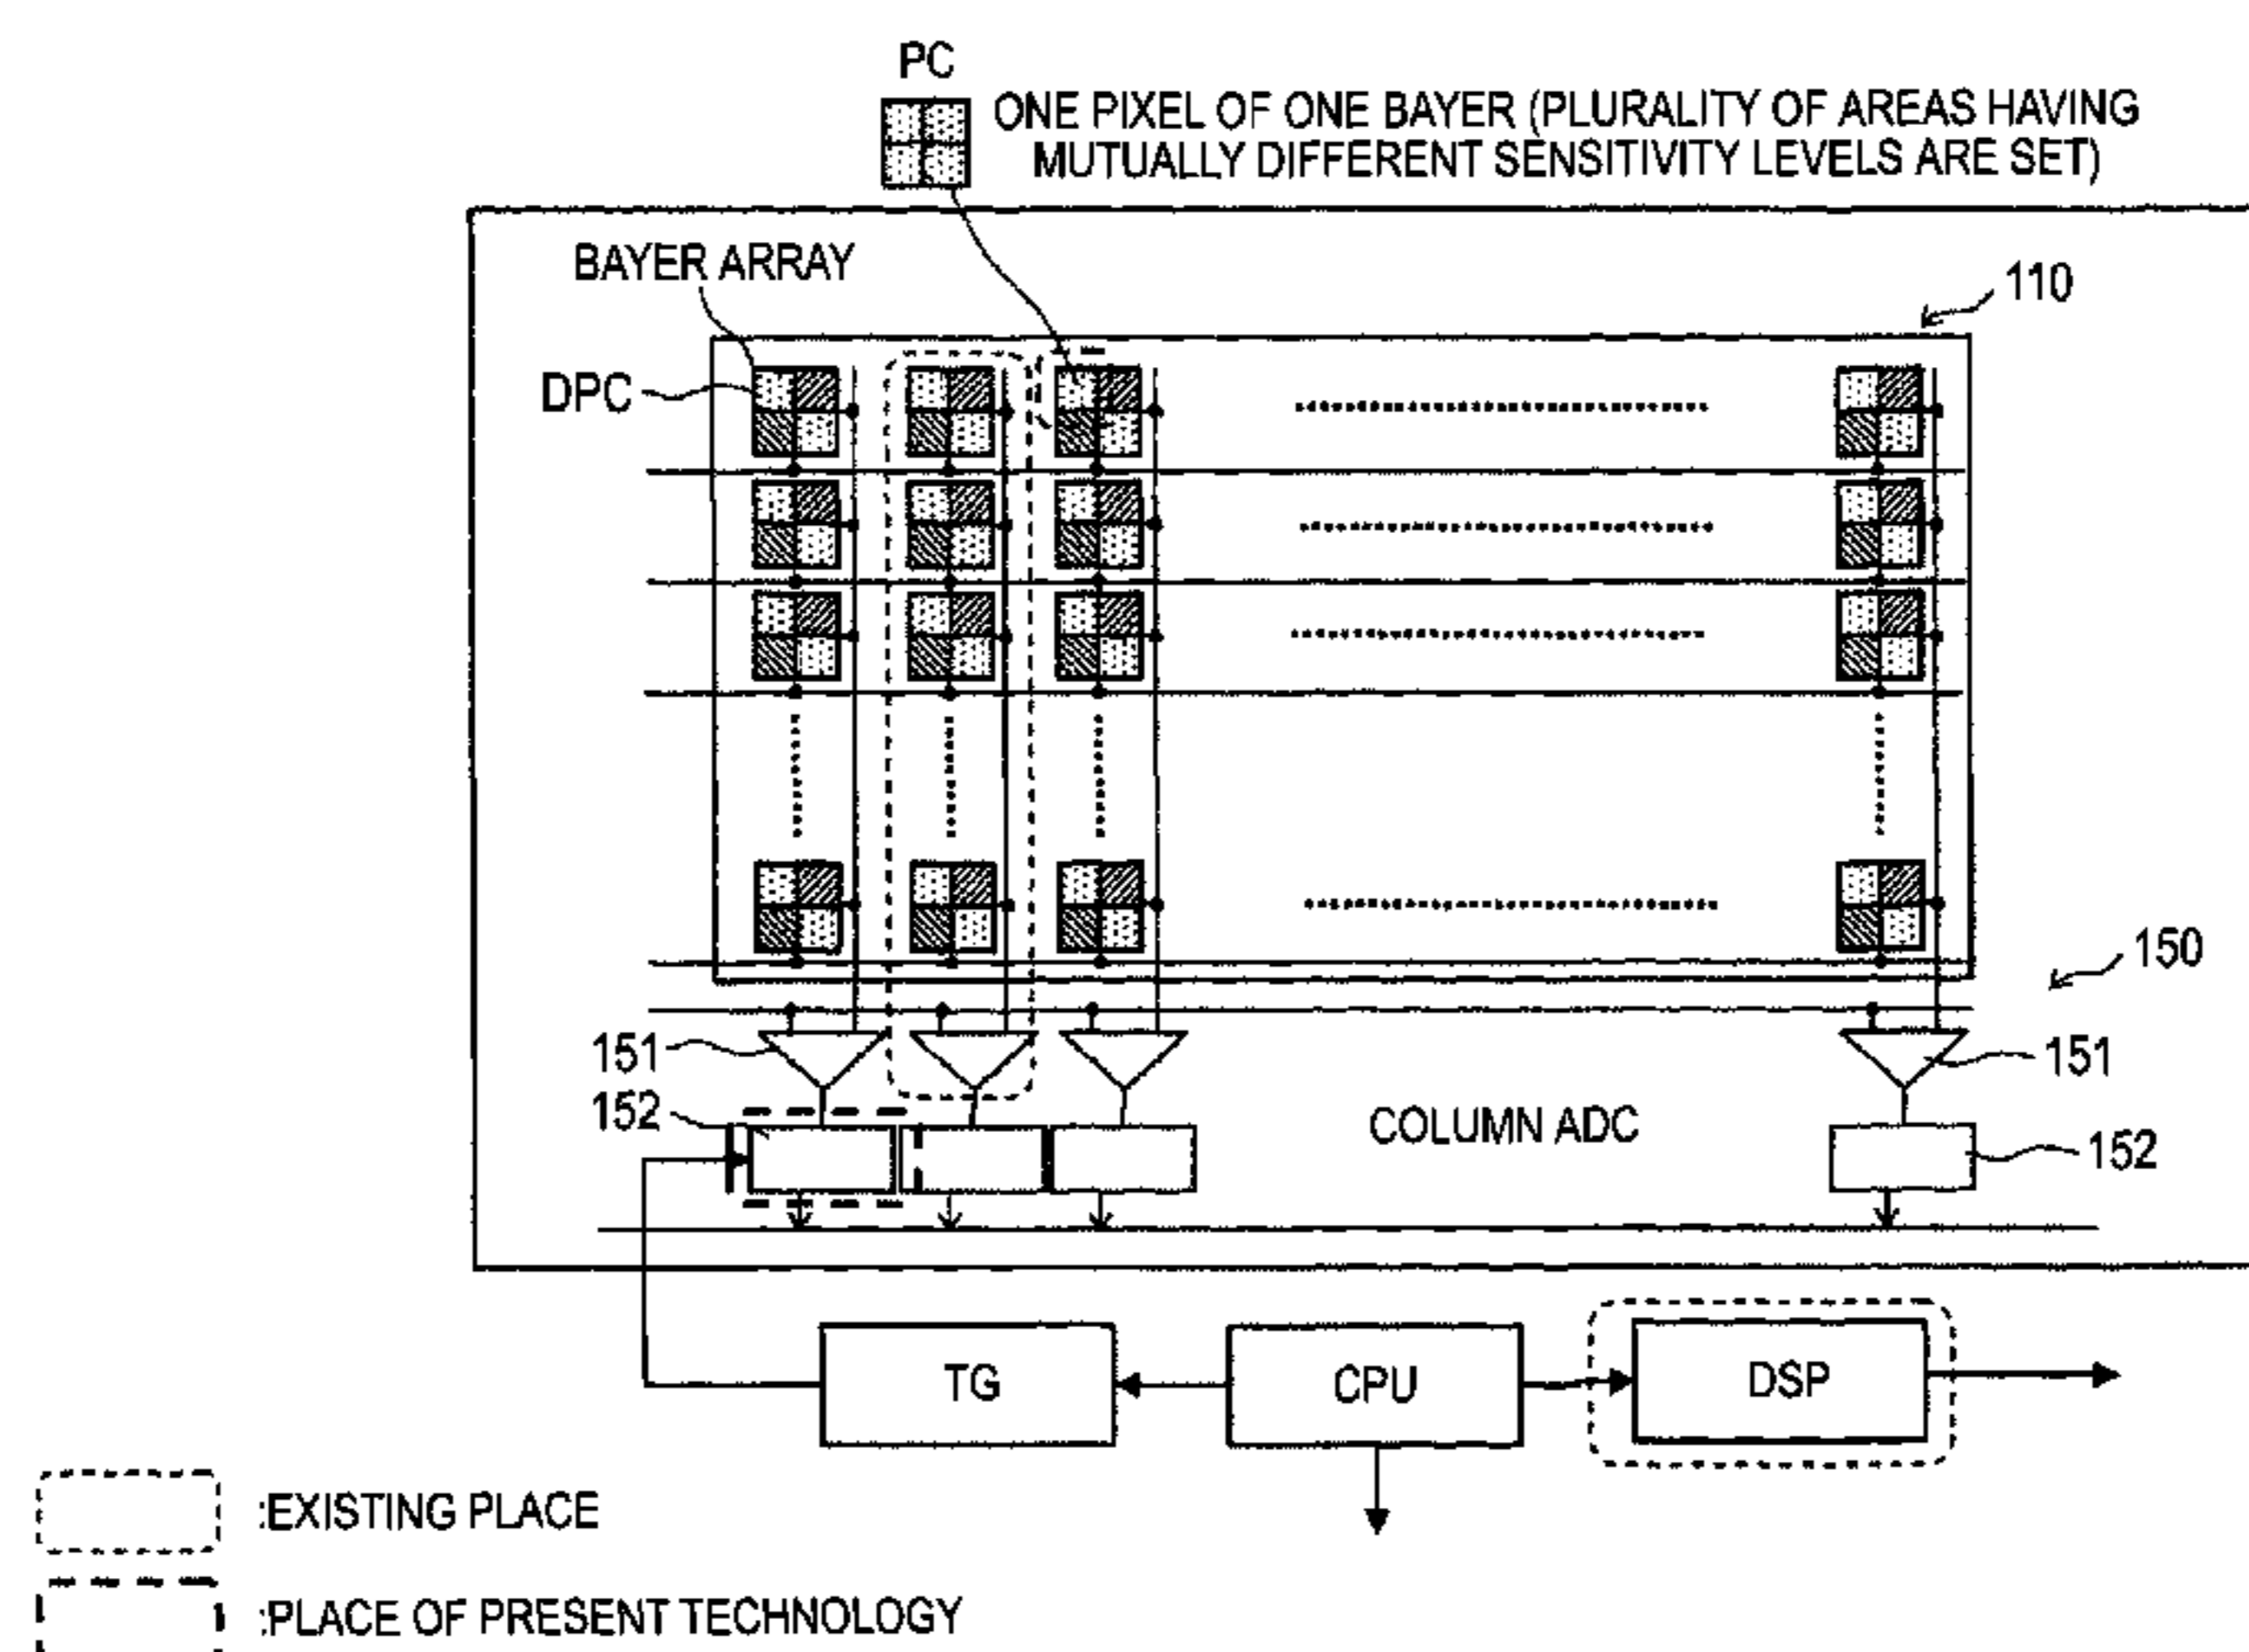 PC
ONE PIXEL OF ONE BAYER (PLURALITY OF AREAS HAVING
MUTUALLY DIFFERENT SENSITIVITY LEVELS ARE SET)
BAYER ARRAY
110
DPC
150
151
151
152
COLUMN ADC
152
TG
CPU
DSP
:EXISTING PLACE
:PLACE OF PRESENT TECHNOLOGY